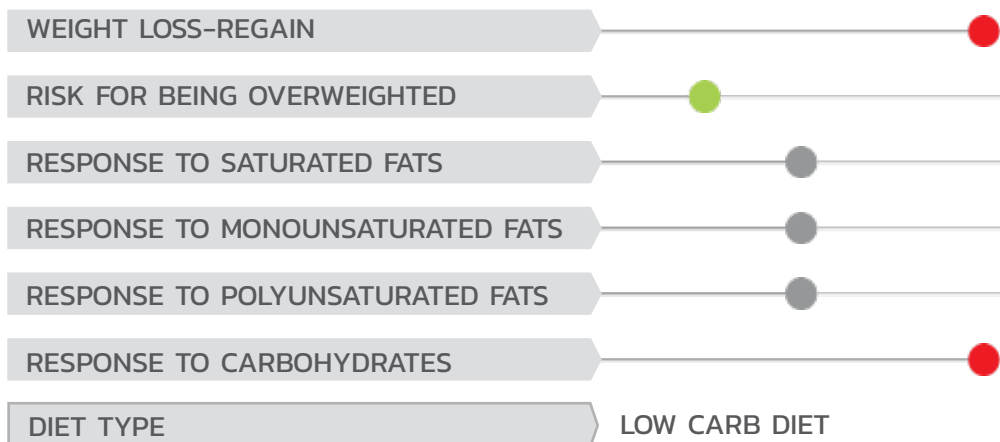 WEIGHT LOSS-REGAIN
RISK FOR BEING OVERWEIGHTED
RESPONSE TO SATURATED FATS
RESPONSE TO MONOUNSATURATED FATS
RESPONSE TO POLYUNSATURATED FATS
RESPONSE TO CARBOHYDRATES
DIET TYPE LOW CARB DIET